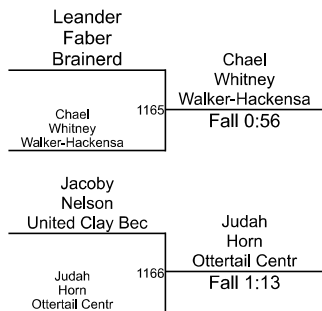 Leander
Faber
Brainerd
Chael
Whitney
Walker-Hackensa
1165
Chael
Whitney
Walker-Hackensa
Fall 0:56
Jacoby
Nelson
United Clay Bec
Judah
Horn
Ottertail Centr
1166
Judah
Horn
Ottertail Centr
Fall 1:13